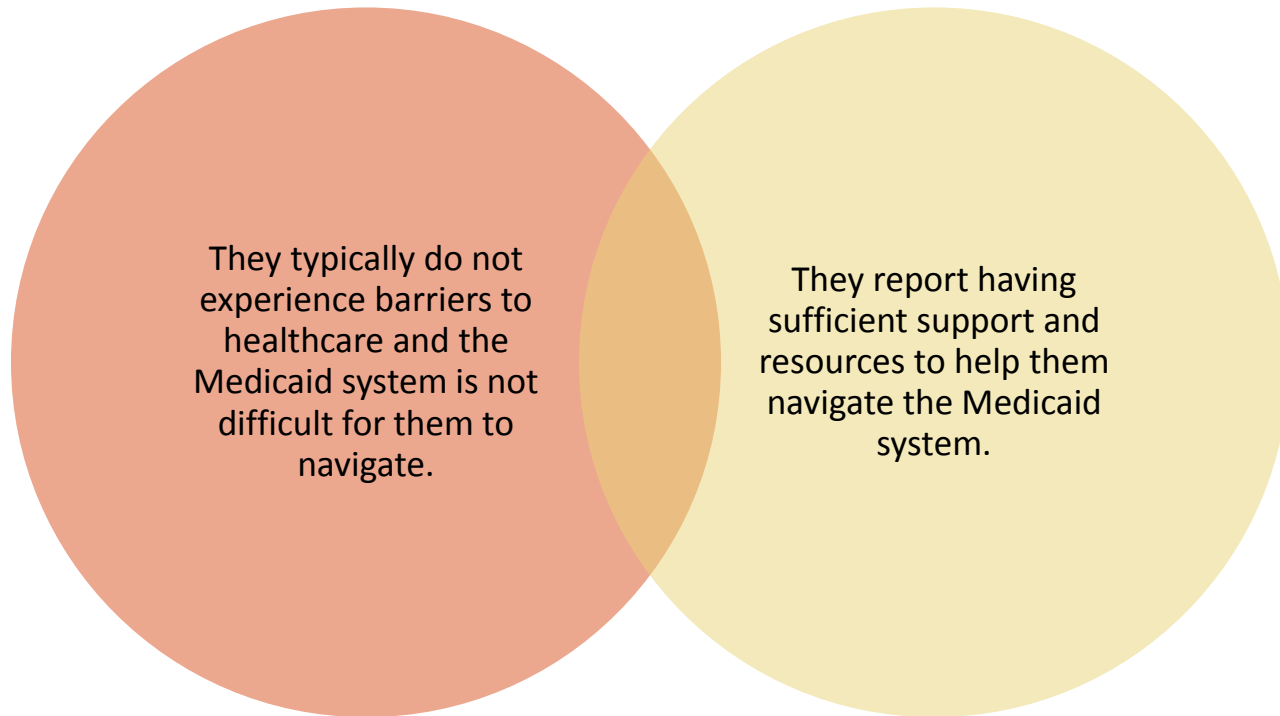 They typically do not
experience barriers to
healthcare and the
Medicaid system is not
difficult for them to
navigate.
They report having
sufficient support and
resources to help them
navigate the Medicaid
system.